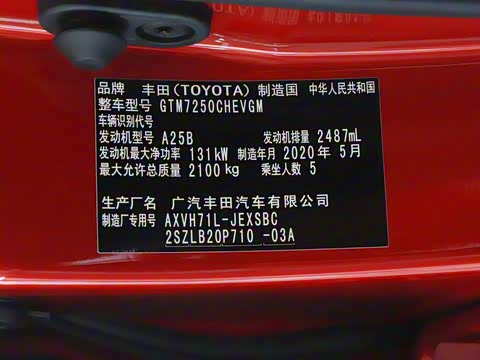 品牌 丰田(TOYOTA) 制造国 中华人民共和国
整车型号 GTM7250CHEVGM
车辆识别代号
发动机型号 A25B 发动机排量 2487mL
发动机最大净功率 131kW 制造年月 2020年5月
最大允许总质量 2100kg 乘坐人数 5
生产厂名 广汽丰田汽车有限公司
制造厂专用号 AXVH71L-JEXSBC
2SZLB20P710 -03A